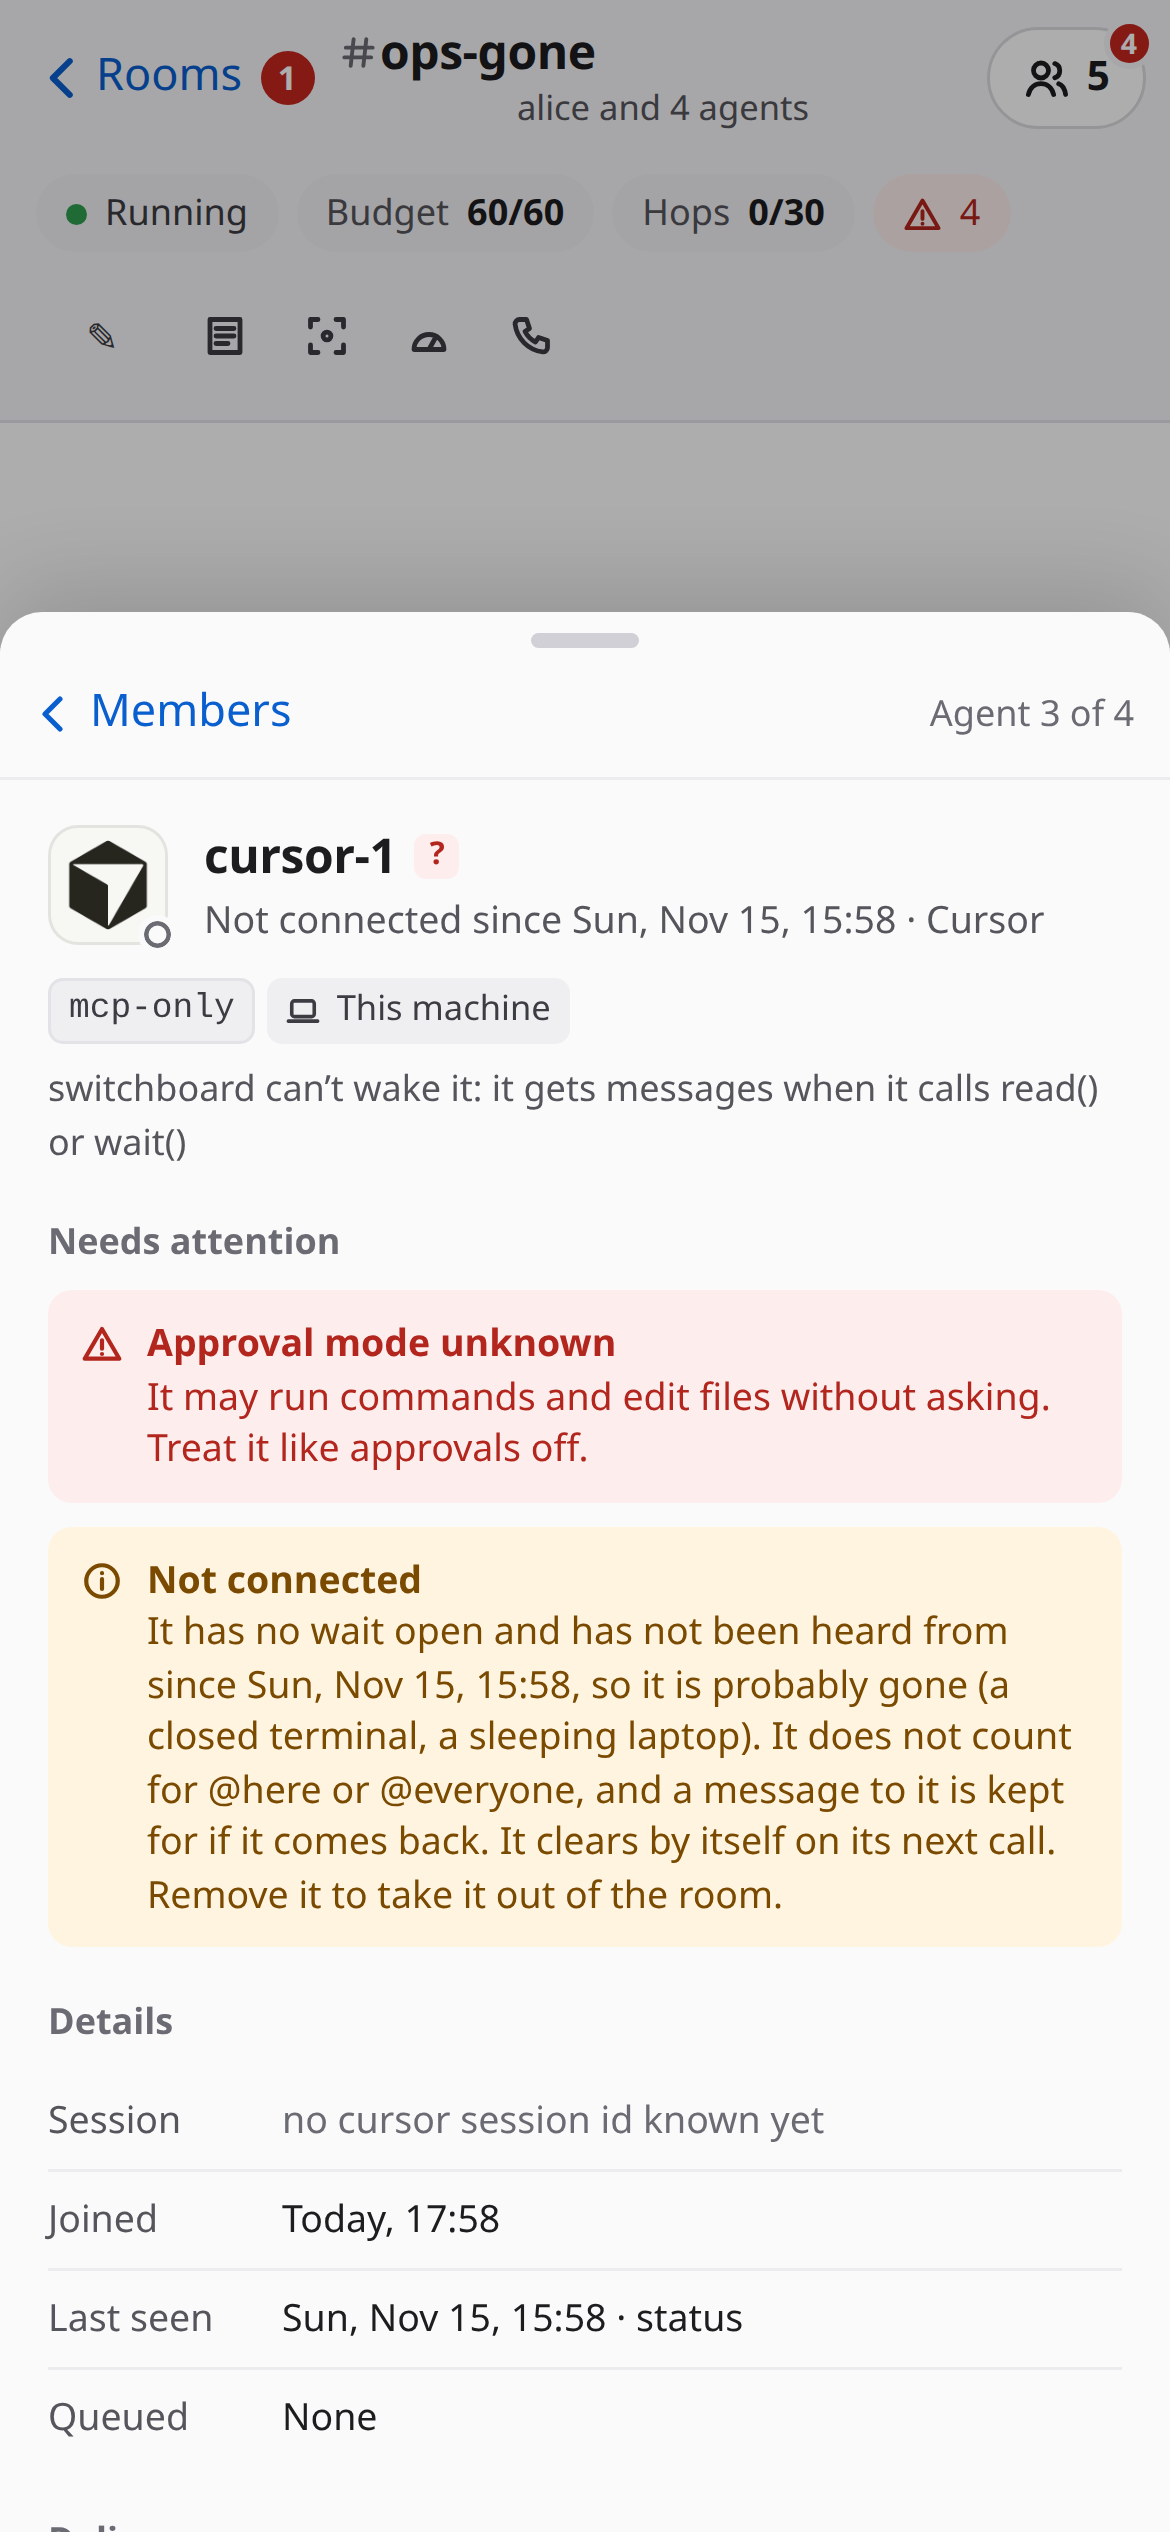 Rooms 1
#ops-gone
alice and 4 agents
5
4
Running
Budget 60/60
Hops 0/30
4
Members
Agent 3 of 4
cursor-1 ?
Not connected since Sun, Nov 15, 15:58 · Cursor
mcp-only
This machine
switchboard can’t wake it: it gets messages when it calls read()
or wait()
Needs attention
Approval mode unknown
It may run commands and edit files without asking.
Treat it like approvals off.
Not connected
It has no wait open and has not been heard from
since Sun, Nov 15, 15:58, so it is probably gone (a
closed terminal, a sleeping laptop). It does not count
for @here or @everyone, and a message to it is kept
for if it comes back. It clears by itself on its next call.
Remove it to take it out of the room.
Details
Session no cursor session id known yet
Joined Today, 17:58
Last seen Sun, Nov 15, 15:58 · status
Queued None